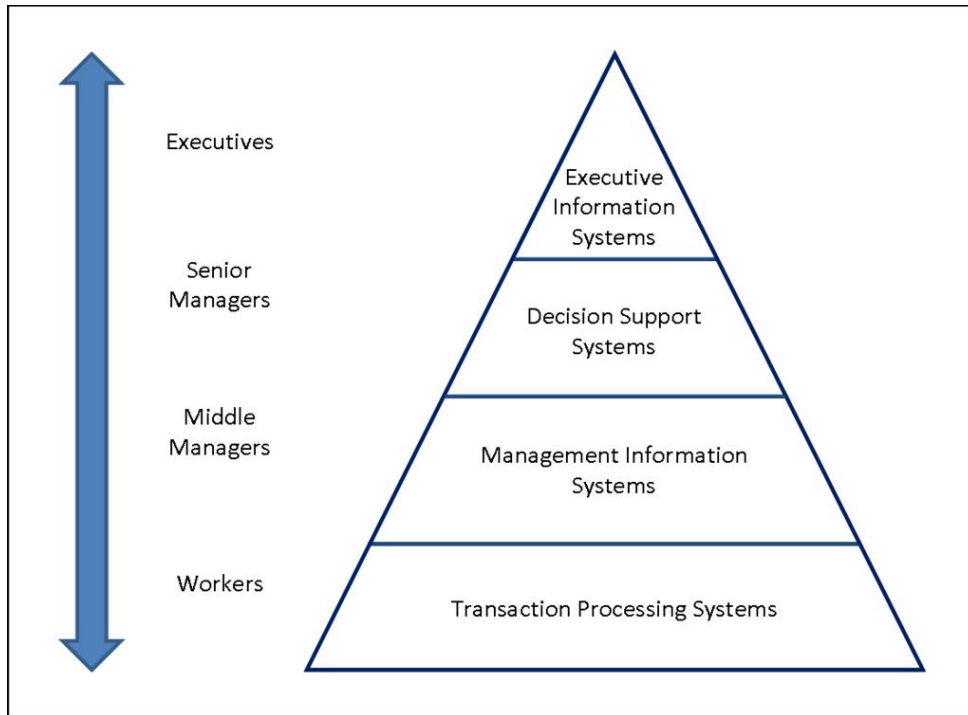 Executives
Executive
Information
Systems
Senior
Managers
Decision Support
Systems
Middle
Managers
Management Information
Systems
Workers
Transaction Processing Systems